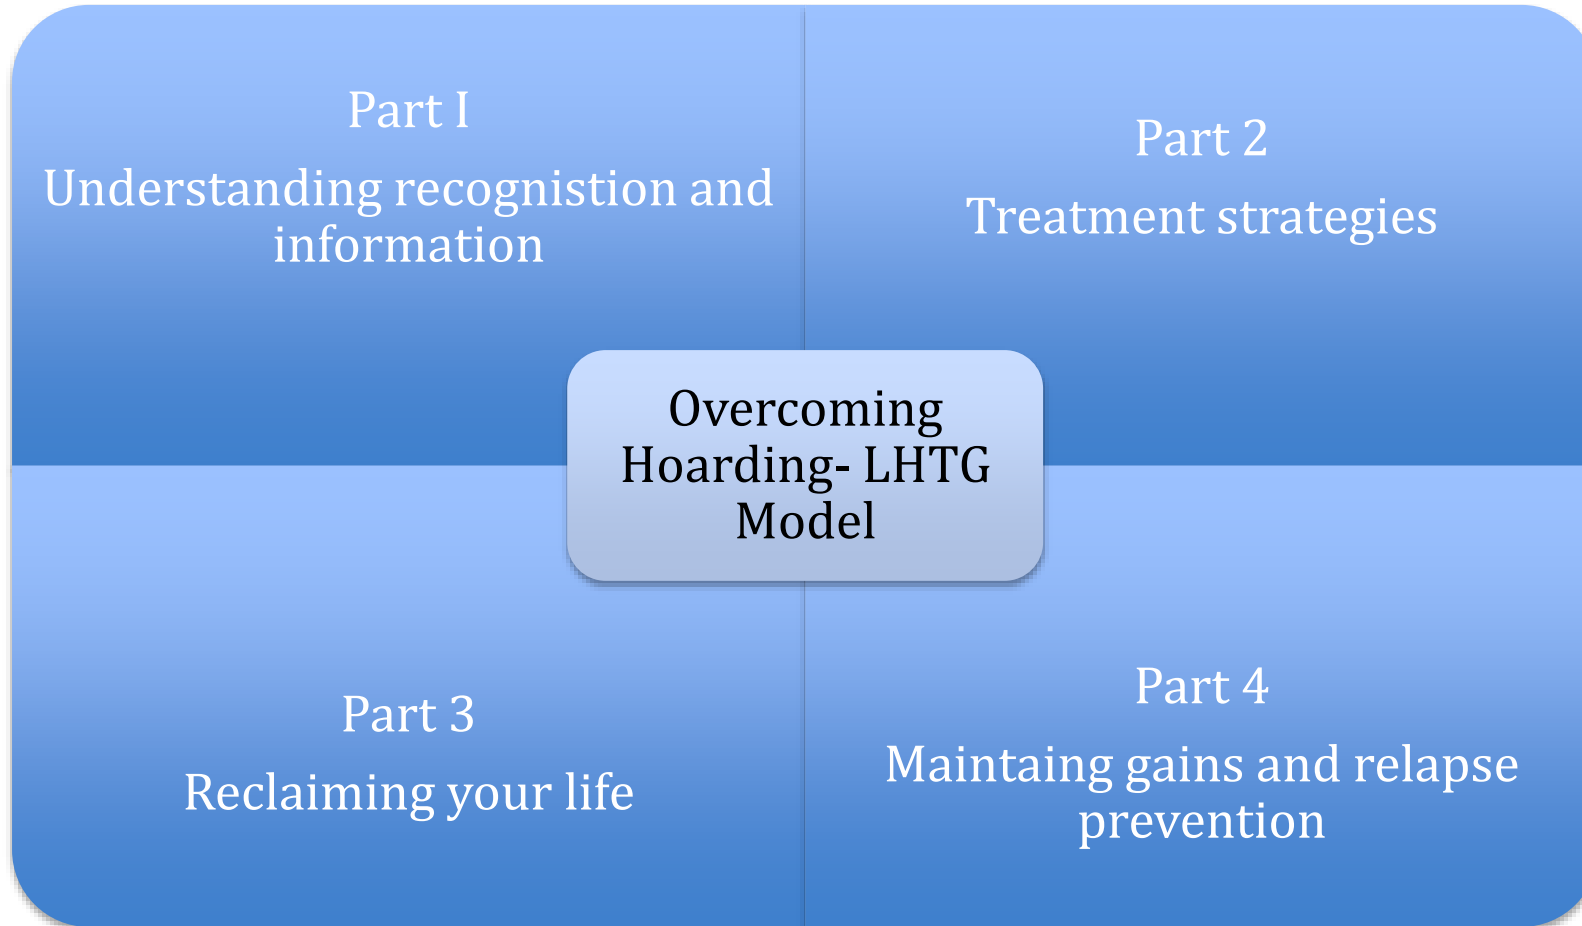 Part I
Understanding recognistion and
information
Part 2
Treatment strategies
Overcoming
Hoarding- LHTG
Model
Part 3
Reclaiming your life
Part 4
Maintaing gains and relapse
prevention